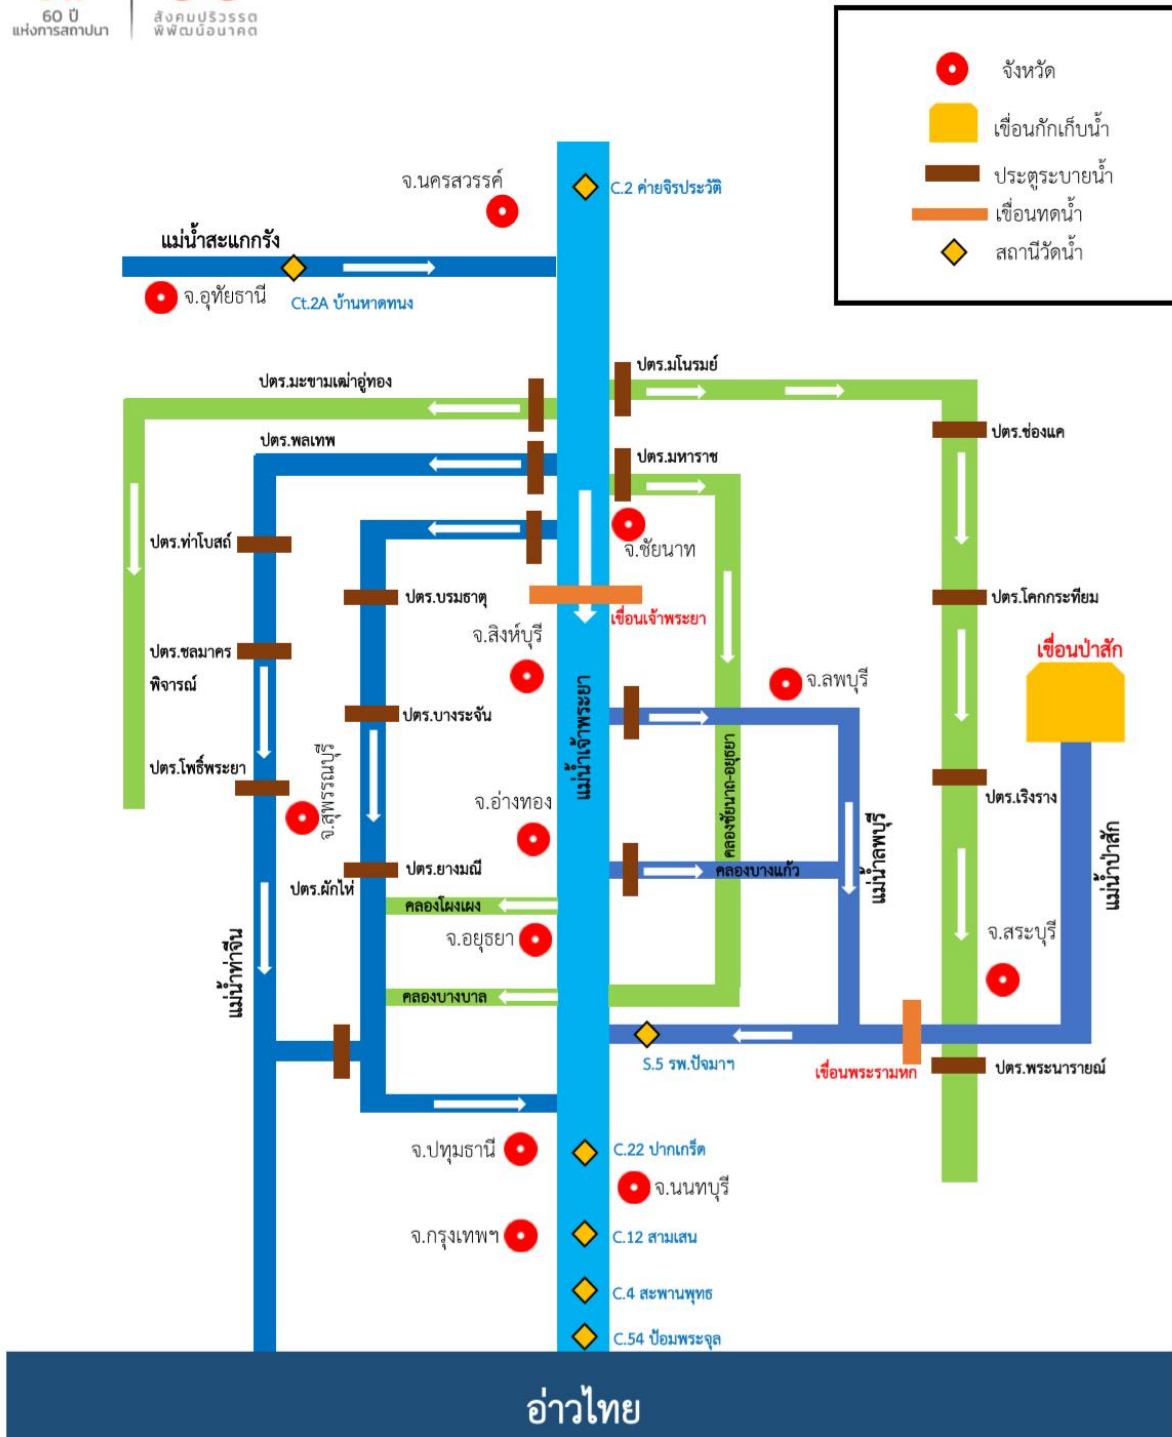 60 ปี
แห่งการสถาปนา
สังคมปริวรรต
พิพัฒน์อนาคต
จังหวัด
เขื่อนกักเก็บน้ำ
ประตูระบายน้ำ
เขื่อนทดน้ำ
สถานีวัดน้ำ
จ.นครสวรรค์
C.2 ค่ายจิรประวัติ
แม่น้ำสะแกกรัง
จ.อุทัยธานี
Ct.2A บ้านหาดทนง
ปตร.มโนรมย์
ปตร.มะขามเฒ่าอู่ทอง
ปตร.ช่องแค
ปตร.พลเทพ
ปตร.มหาราช
ปตร.ท่าโบสถ์
จ.ชัยนาท
ปตร.บรมธาตุ
ปตร.โคกกระทียม
เขื่อนเจ้าพระยา
จ.สิงห์บุรี
เขื่อนป่าสัก
ปตร.ชลมาคร
พิจารณ์
จ.ลพบุรี
ปตร.บางระจัน
แม่น้ำเจ้าพระยา
ปตร.โพธิ์พระยา
จ.สุพรรณบุรี
จ.อ่างทอง
คลองชัยนาถ-อยุธยา
ปตร.เริงราง
แม่น้ำลพบุรี
แม่น้ำป่าสัก
ปตร.ยางมณี
คลองบางแก้ว
ปตร.ผักไห่
คลองโผงเผง
จ.อยุธยา
จ.สระบุรี
แม่น้ำท่าจีน
คลองบางบาล
S.5 รพ.ปัจมาฯ
เขื่อนพระรามหก
ปตร.พระนารายณ์
จ.ปทุมธานี
C.22 ปากเกร็ด
จ.นนทบุรี
จ.กรุงเทพฯ
C.12 สามเสน
C.4 สะพานพุทธ
C.54 ป้อมพระจุล
อ่าวไทย